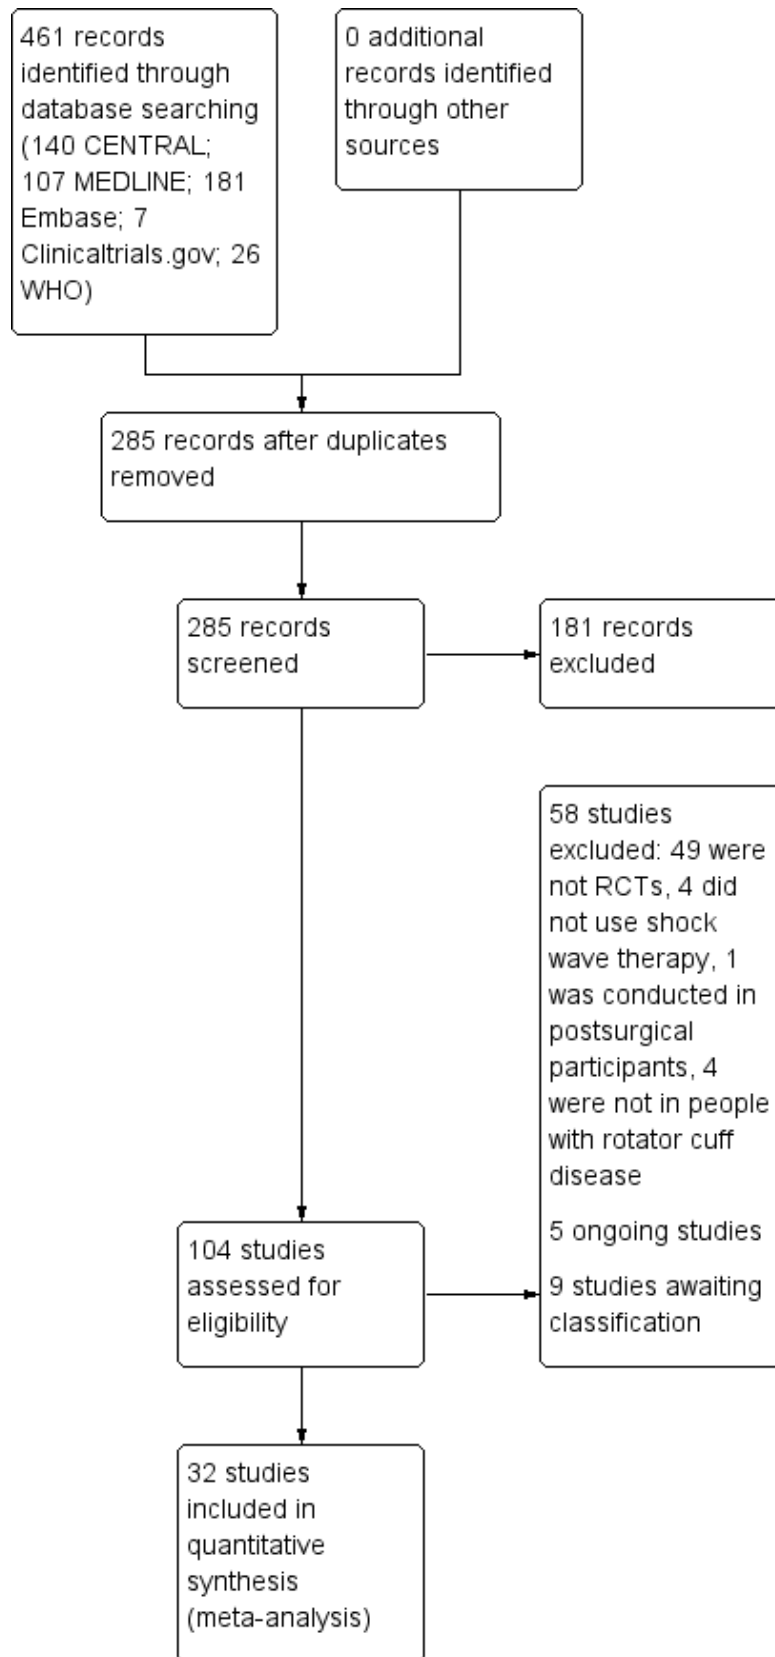 461 records
identified through
database searching
(140 CENTRAL;
107 MEDLINE; 181
Embase; 7
Clinicaltrials.gov; 26
WHO)
0 additional
records identified
through other
sources
285 records after duplicates
removed
285 records
screened
181 records
excluded
58 studies
excluded: 49 were
not RCTs, 4 did
not use shock
wave therapy, 1
was conducted in
postsurgical
participants, 4
were not in people
with rotator cuff
disease
5 ongoing studies
9 studies awaiting
classification
104 studies
assessed for
eligibility
32 studies
included in
quantitative
synthesis
(meta-analysis)